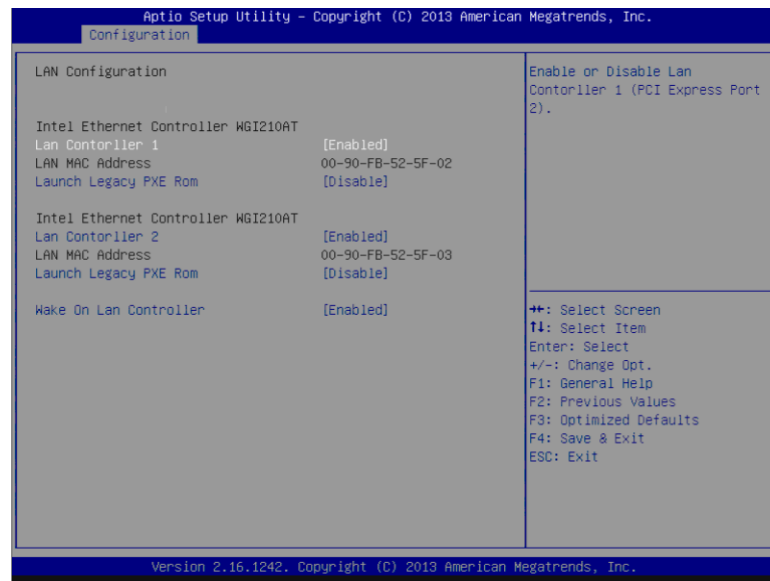 Aptio Setup Utility – Copyright (C) 2013 American Megatrends, Inc.
Configuration
LAN Configuration
Intel Ethernet Controller WGI210AT
Lan Contorller 1 [Enabled]
LAN MAC Address 00-90-FB-52-5F-02
Launch Legacy PXE Rom [Disable]
Intel Ethernet Controller WGI210AT
Lan Contorller 2 [Enabled]
LAN MAC Address 00-90-FB-52-5F-03
Launch Legacy PXE Rom [Disable]
Wake On Lan Controller [Enabled]
Enable or Disable Lan
Contorller 1 (PCI Express Port
2).
→←: Select Screen
↑↓: Select Item
Enter: Select
+/-: Change Opt.
F1: General Help
F2: Previous Values
F3: Optimized Defaults
F4: Save & Exit
ESC: Exit
Version 2.16.1242. Copyright (C) 2013 American Megatrends, Inc.